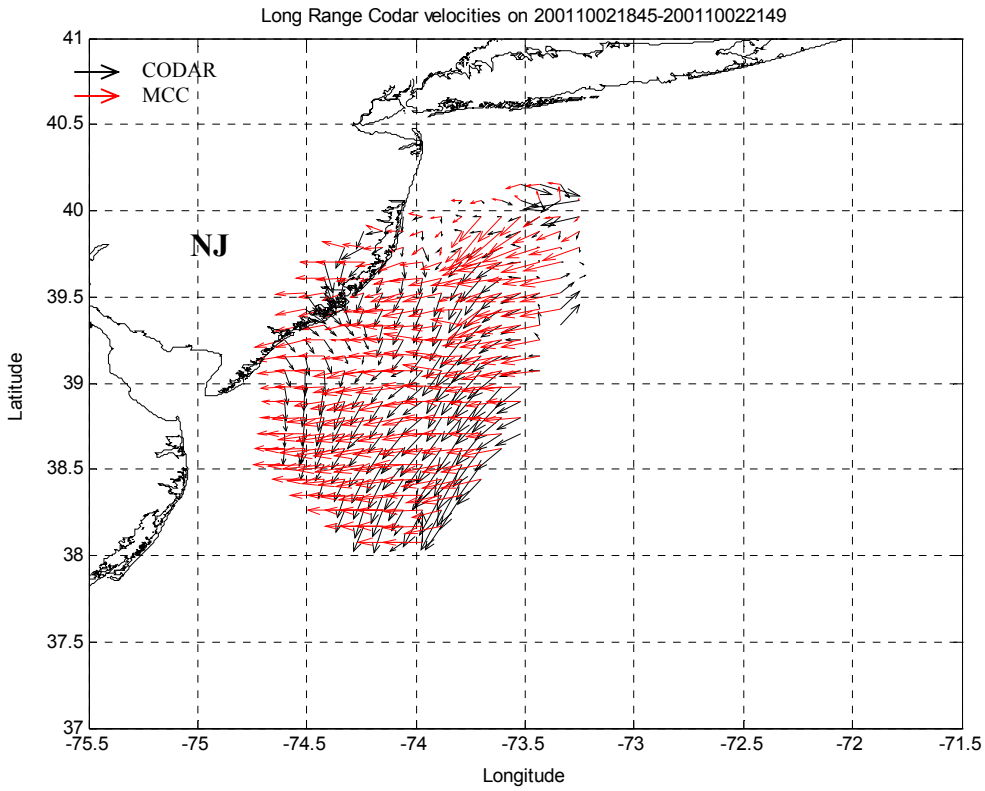 Long Range Codar velocities on 200110021845-200110022149
41
CODAR
MCC
40.5
40
NJ
39.5
39
38.5
38
37.5
37
-75.5 -75 -74.5 -74 -73.5 -73 -72.5 -72 -71.5
Latitude
Longitude